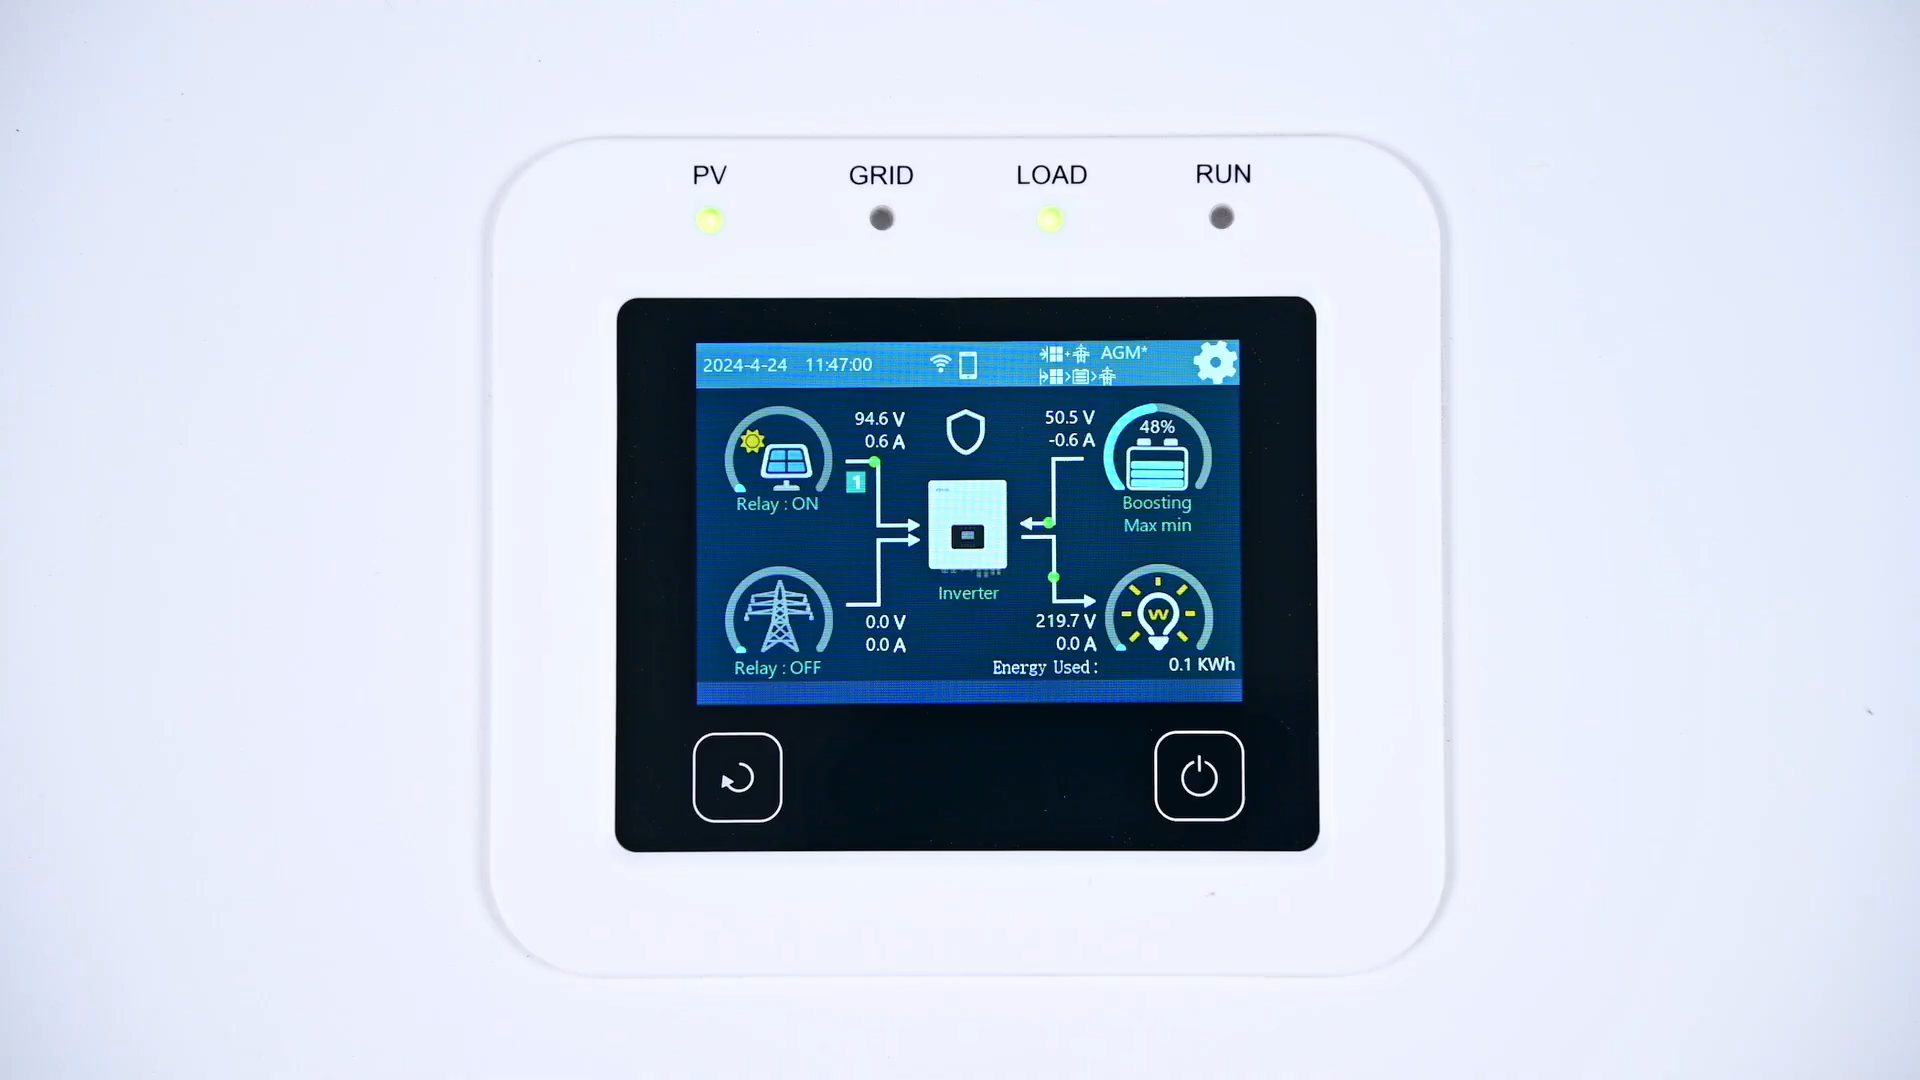 PV GRID LOAD RUN
2024-4-24 11:47:00
AGM*
94.6 V
0.6 A
1
Relay : ON
50.5 V
-0.6 A
48%
Boosting
Max min
Inverter
0.0 V
0.0 A
Relay : OFF
219.7 V
0.0 A
W
Energy Used : 0.1 KWh